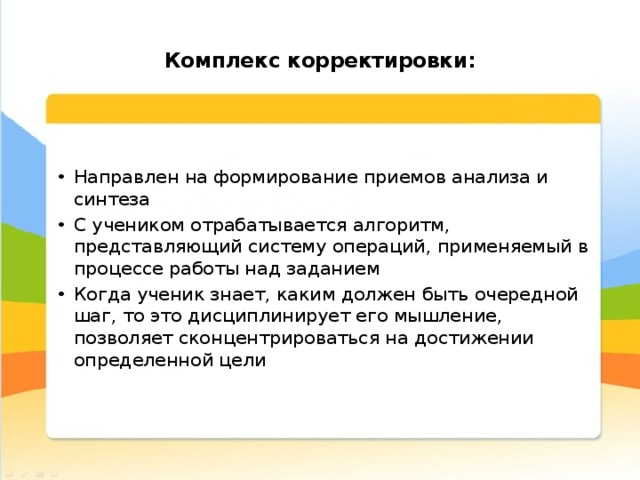 Комплекс корректировки:
• Направлен на формирование приемов анализа и
синтеза
• С учеником отрабатывается алгоритм,
представляющий систему операций, применяемый в
процессе работы над заданием
• Когда ученик знает, каким должен быть очередной
шаг, то это дисциплинирует его мышление,
позволяет сконцентрироваться на достижении
определенной цели